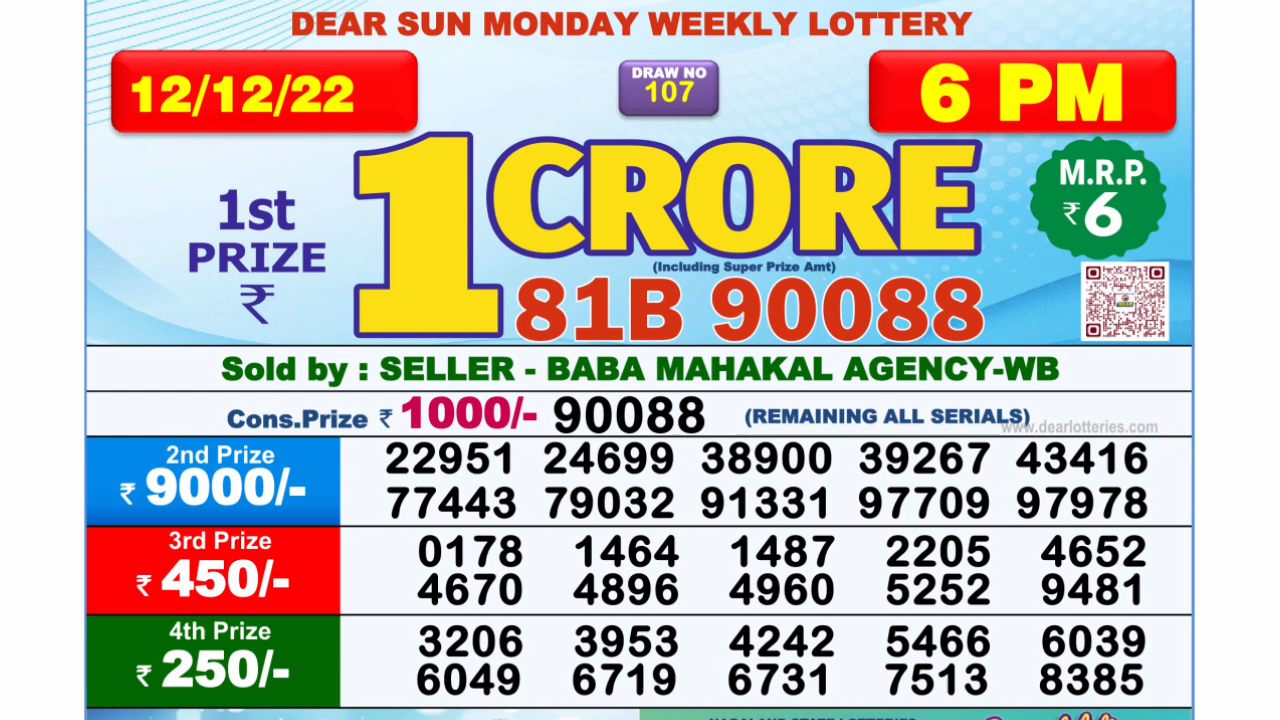 DEAR SUN MONDAY WEEKLY LOTTERY
12/12/22
DRAW NO
107
6 PM
1st
PRIZE
₹
1 CRORE
(Including Super Prize Amt)
81B 90088
M.R.P.
₹6
Sold by : SELLER - BABA MAHAKAL AGENCY-WB
Cons.Prize ₹ 1000/- 90088 (REMAINING ALL SERIALS)
www.dearlotteries.com
2nd Prize
₹ 9000/-
22951 24699 38900 39267 43416
77443 79032 91331 97709 97978
3rd Prize
₹ 450/-
0178 1464 1487 2205 4652
4670 4896 4960 5252 9481
4th Prize
₹ 250/-
3206 3953 4242 5466 6039
6049 6719 6731 7513 8385